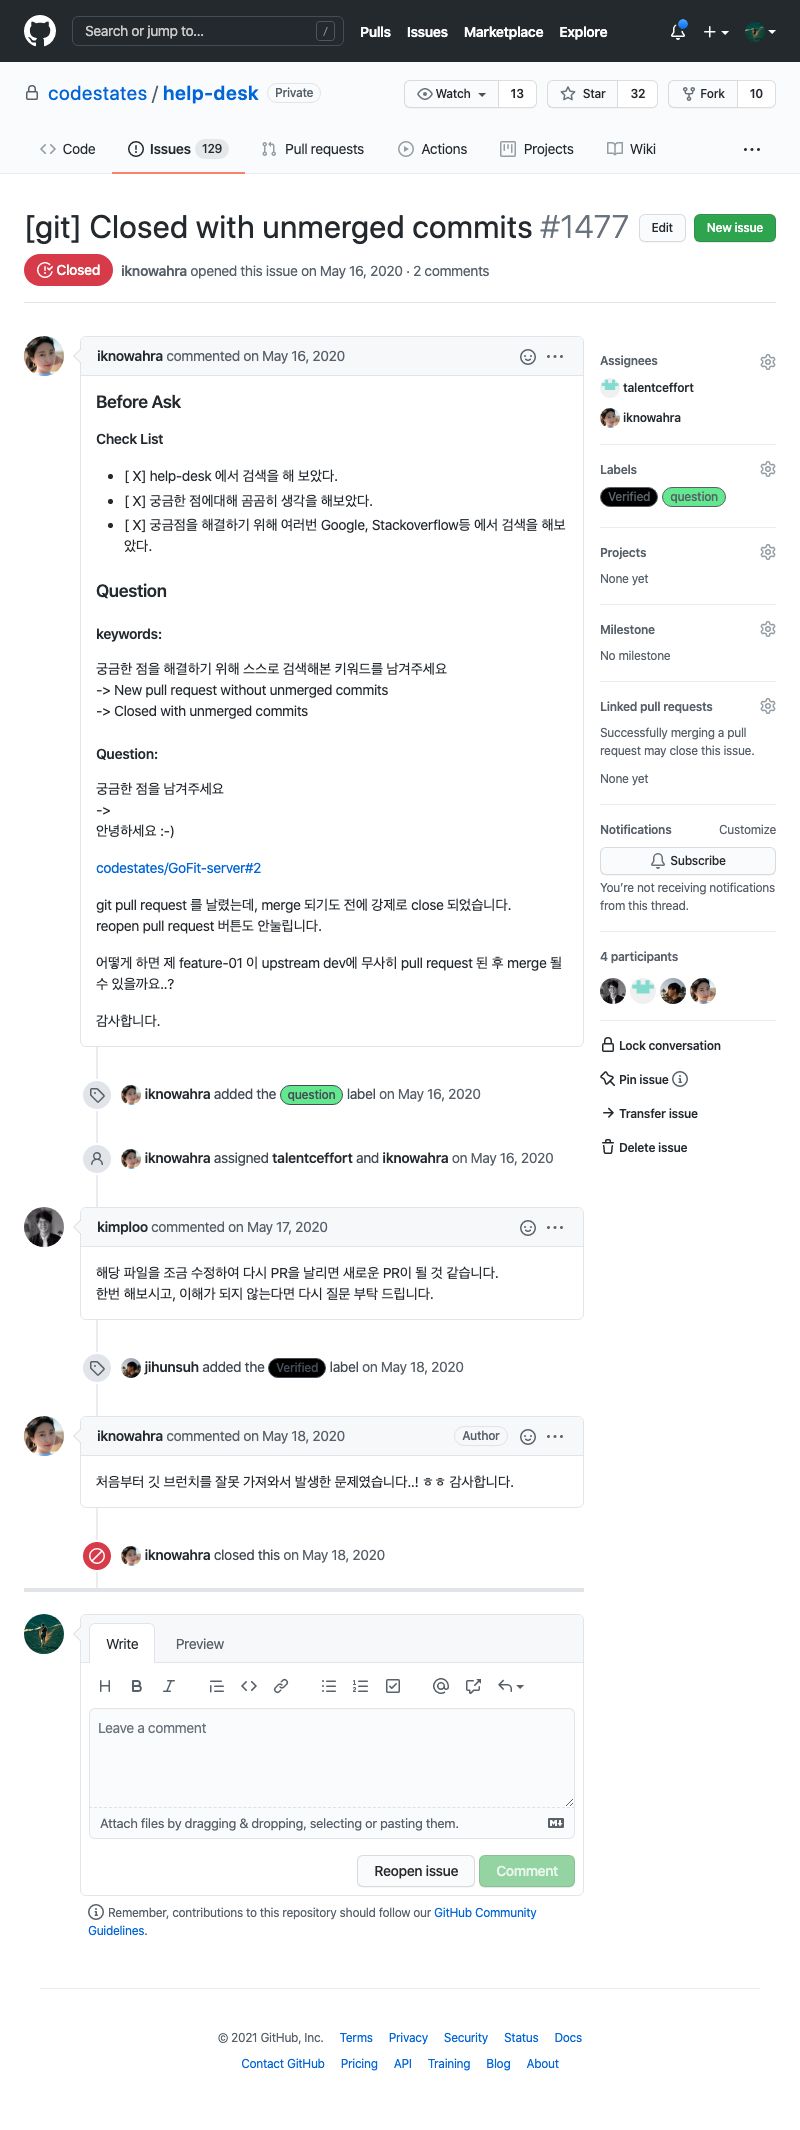 Search or jump to... /
Pulls Issues Marketplace Explore
codestates / help-desk Private
Watch 13 Star 32 Fork 10
Code Issues 129 Pull requests Actions Projects Wiki
[git] Closed with unmerged commits #1477
Edit New issue
Closed iknowahra opened this issue on May 16, 2020 · 2 comments
iknowahra commented on May 16, 2020
Before Ask
Check List
• [ X] help-desk 에서 검색을 해 보았다.
• [ X] 궁금한 점에대해 곰곰히 생각을 해보았다.
• [ X] 궁금점을 해결하기 위해 여러번 Google, Stackoverflow등 에서 검색을 해보
았다.
Question
keywords:
궁금한 점을 해결하기 위해 스스로 검색해본 키워드를 남겨주세요
-> New pull request without unmerged commits
-> Closed with unmerged commits
Question:
궁금한 점을 남겨주세요
->
안녕하세요 :-)
codestates/GoFit-server#2
git pull request 를 날렸는데, merge 되기도 전에 강제로 close 되었습니다.
reopen pull request 버튼도 안눌립니다.
어떻게 하면 제 feature-01 이 upstream dev에 무사히 pull request 된 후 merge 될
수 있을까요..?
감사합니다.
iknowahra added the question label on May 16, 2020
iknowahra assigned talentceffort and iknowahra on May 16, 2020
kimploo commented on May 17, 2020
해당 파일을 조금 수정하여 다시 PR을 날리면 새로운 PR이 될 것 같습니다.
한번 해보시고, 이해가 되지 않는다면 다시 질문 부탁 드립니다.
jihunsuh added the Verified label on May 18, 2020
iknowahra commented on May 18, 2020 Author
처음부터 깃 브런치를 잘못 가져와서 발생한 문제였습니다..! ㅎㅎ 감사합니다.
iknowahra closed this on May 18, 2020
Write Preview
H B I
Leave a comment
Attach files by dragging & dropping, selecting or pasting them.
Reopen issue Comment
Remember, contributions to this repository should follow our GitHub Community
Guidelines.
Assignees
talentceffort
iknowahra
Labels
Verified question
Projects
None yet
Milestone
No milestone
Linked pull requests
Successfully merging a pull
request may close this issue.
None yet
Notifications Customize
Subscribe
You're not receiving notifications
from this thread.
4 participants
Lock conversation
Pin issue
Transfer issue
Delete issue
© 2021 GitHub, Inc. Terms Privacy Security Status Docs
Contact GitHub Pricing API Training Blog About